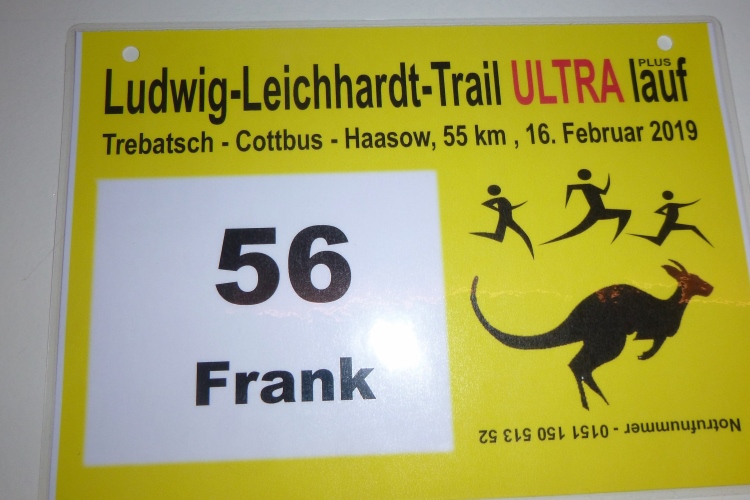 Ludwig-Leichhardt-Trail ULTRA PLUS lauf
Trebatsch - Cottbus - Haasow, 55 km , 16. Februar 2019
56
Frank
Notrufnummer - 0151 150 513 52